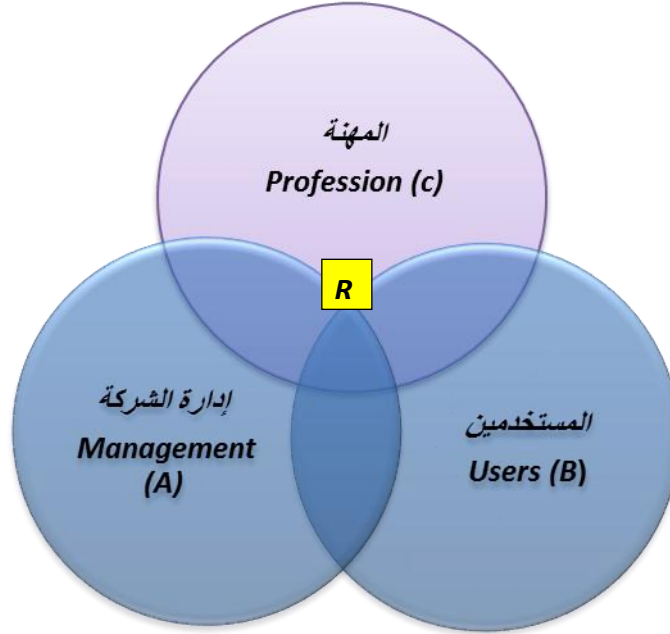 المهنة
Profession (c)
R
إدارة الشركة
Management
(A)
المستخدمين
Users (B)